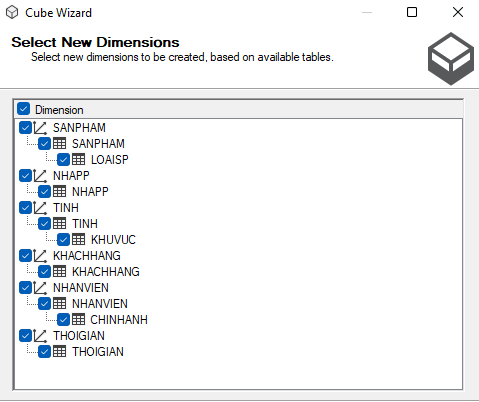 Cube Wizard
Select New Dimensions
Select new dimensions to be created, based on available tables.
Dimension
SANPHAM
SANPHAM
LOAISP
NHAPP
NHAPP
TINH
TINH
KHUVUC
KHACHHANG
KHACHHANG
NHANVIEN
NHANVIEN
CHINHANH
THOIGIAN
THOIGIAN